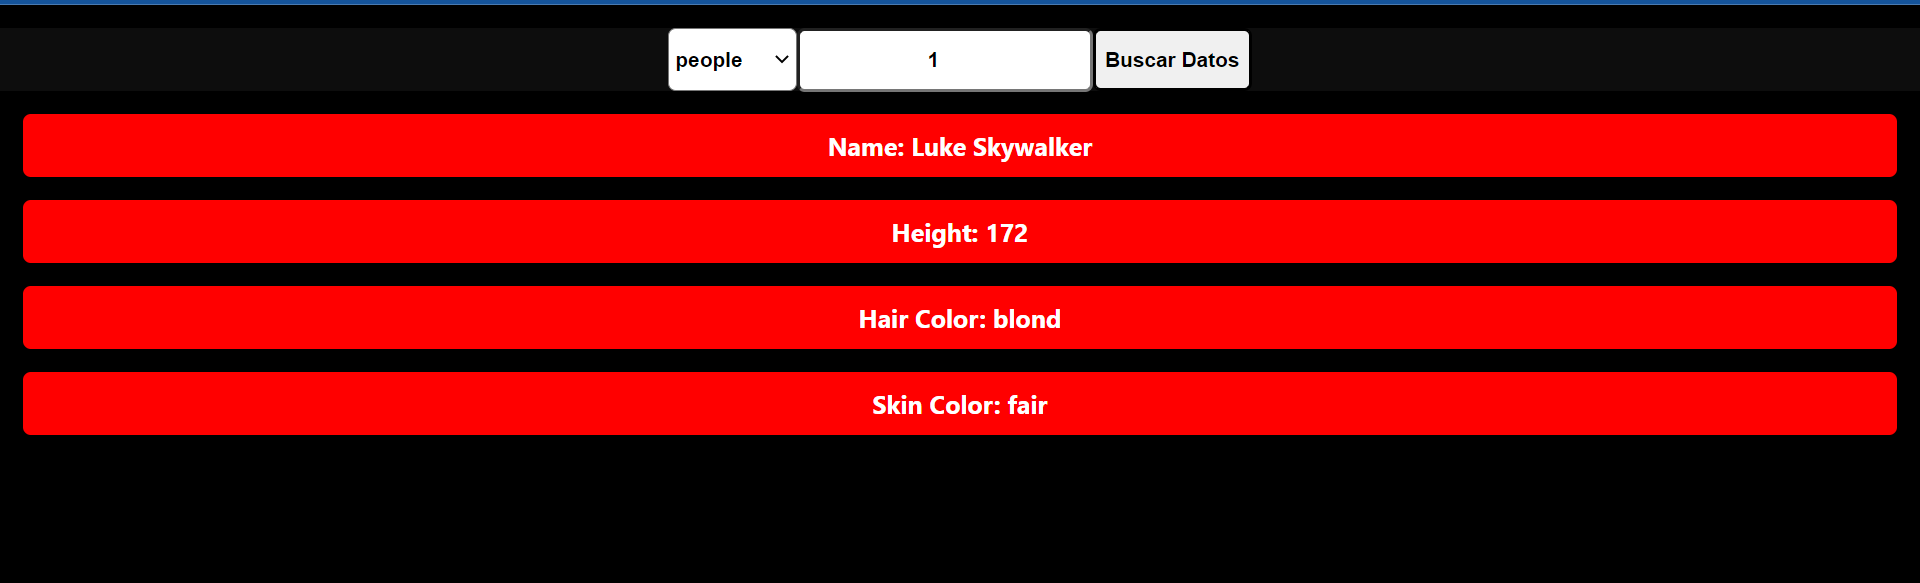 people 1 Buscar Datos
Name: Luke Skywalker
Height: 172
Hair Color: blond
Skin Color: fair